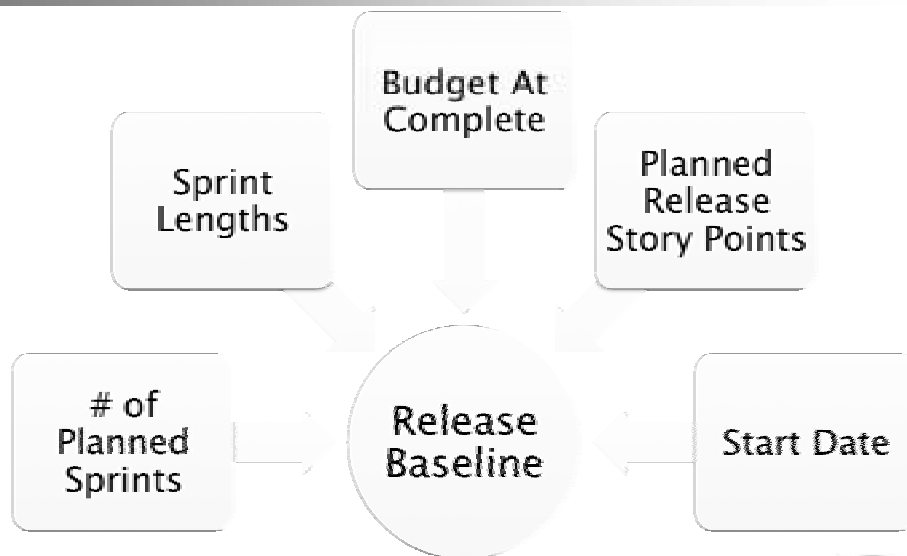 Budget At
Complete
Sprint
Lengths
Planned
Release
Story Points
# of
Planned
Sprints
Release
Baseline
Start Date